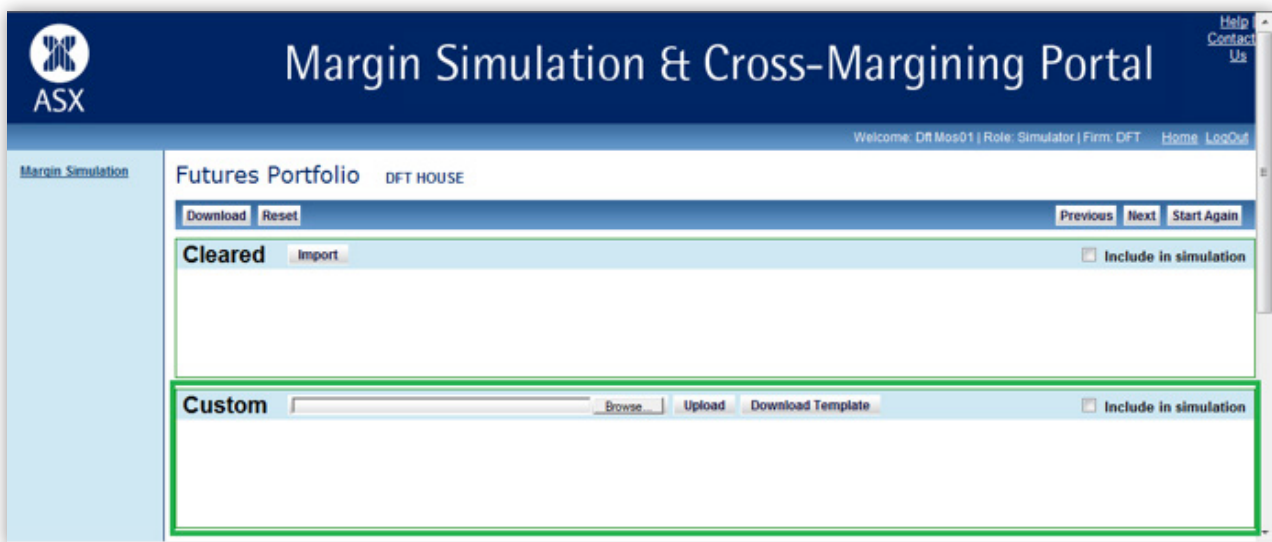 Help |
Contact
Us
ASX
Margin Simulation & Cross-Margining Portal
Welcome: Dft Mos01 | Role: Simulator | Firm: DFT Home LogOut
Margin Simulation
Futures Portfolio DFT HOUSE
Download Reset Previous Next Start Again
Cleared Import Include in simulation
Custom Browse... Upload Download Template Include in simulation